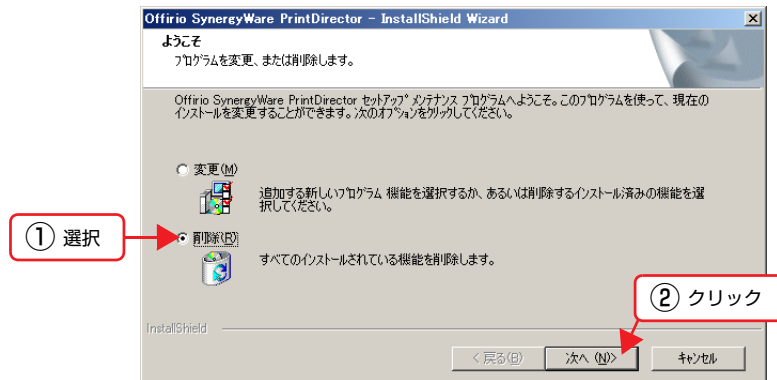 Offirio SynergyWare PrintDirector - InstallShield Wizard
ようこそ
プログラムを変更、または削除します。
Offirio SynergyWare PrintDirector セットアップ メンテナンス プログラムへようこそ。このプログラムを使って、現在の
インストールを変更することができます。次のオプションをクリックしてください。
変更(M)
追加する新しいプログラム 機能を選択するか、あるいは削除するインストール済みの機能を選
択してください。
① 選択
削除(R)
すべてのインストールされている機能を削除します。
② クリック
InstallShield
< 戻る(B)
次へ (N)>
キャンセル